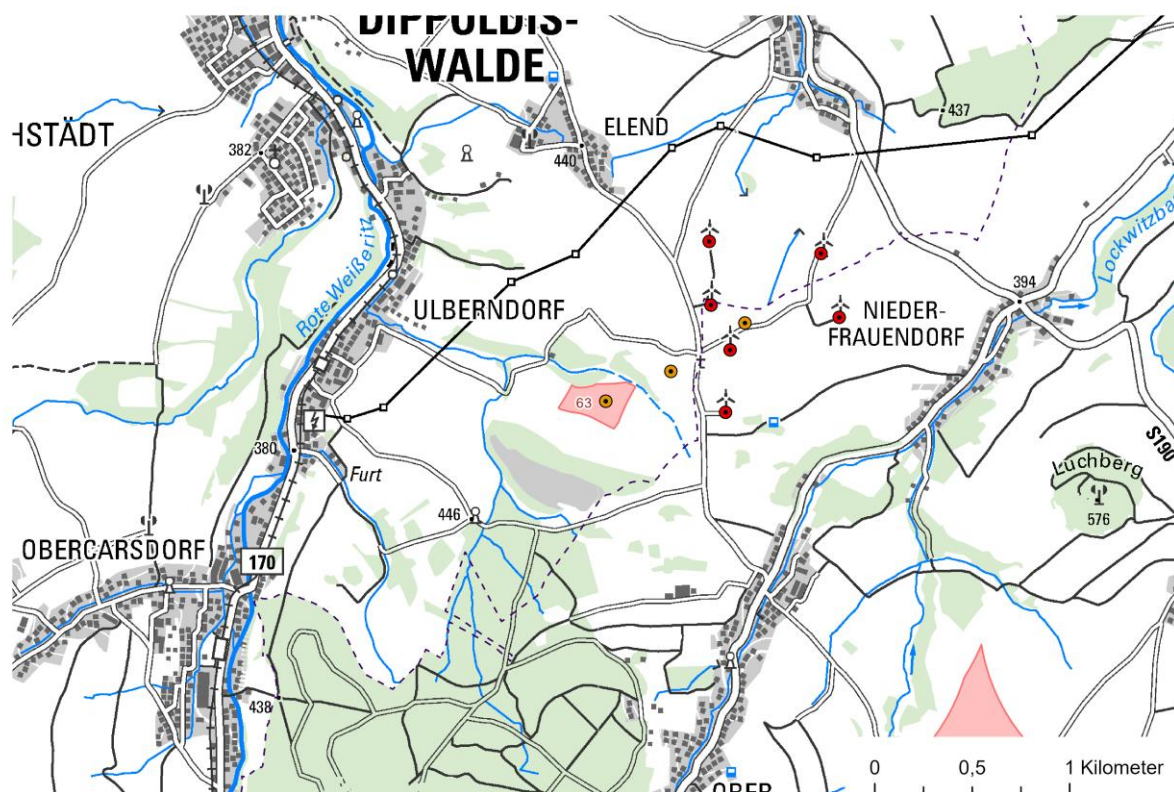 DIPPOLDIS-
WALDE
HSTÄDT
ELEND
437
382
440
Rote Weißeritz
Lockwitzba
394
ULBERNDORF
NIEDER-
FRAUENDORF
63
S190
380
Furt
Luchberg
446
576
OBERCARSDORF
170
438
OBER
0 0,5 1 Kilometer